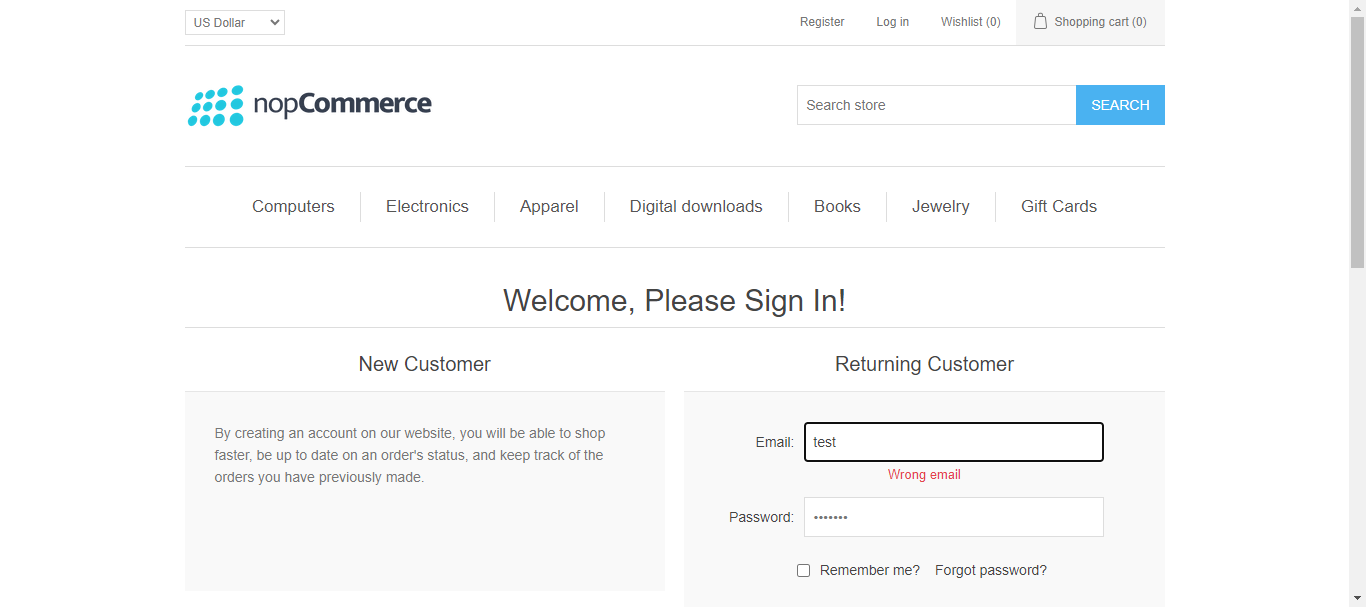 US Dollar
Register
Log in
Wishlist (0)
Shopping cart (0)
nopCommerce
Search store
SEARCH
Computers
Electronics
Apparel
Digital downloads
Books
Jewelry
Gift Cards
Welcome, Please Sign In!
New Customer
By creating an account on our website, you will be able to shop
faster, be up to date on an order's status, and keep track of the
orders you have previously made.
Returning Customer
Email:
test
Wrong email
Password:
•••••••
Remember me?
Forgot password?